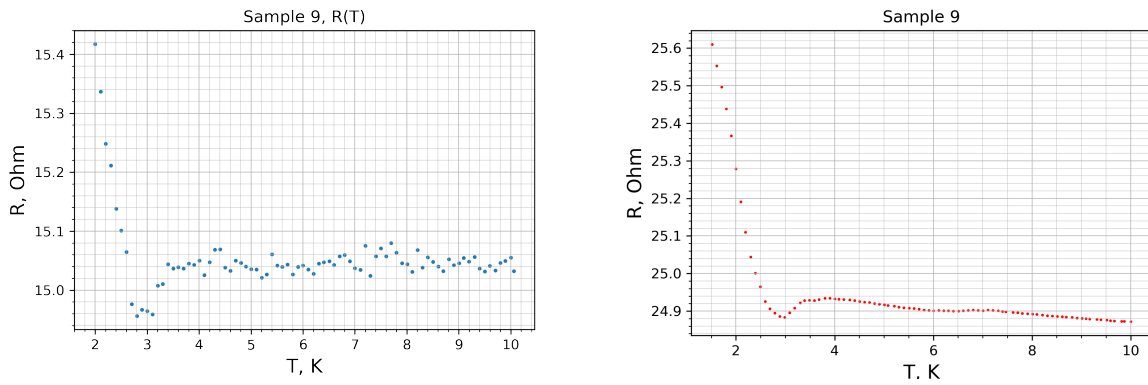 Sample 9, R(T)
R, Ohm
15.4
15.3
15.2
15.1
15.0
2 3 4 5 6 7 8 9 10
T, K
Sample 9
R, Ohm
25.6
25.5
25.4
25.3
25.2
25.1
25.0
24.9
2 4 6 8 10
T, K